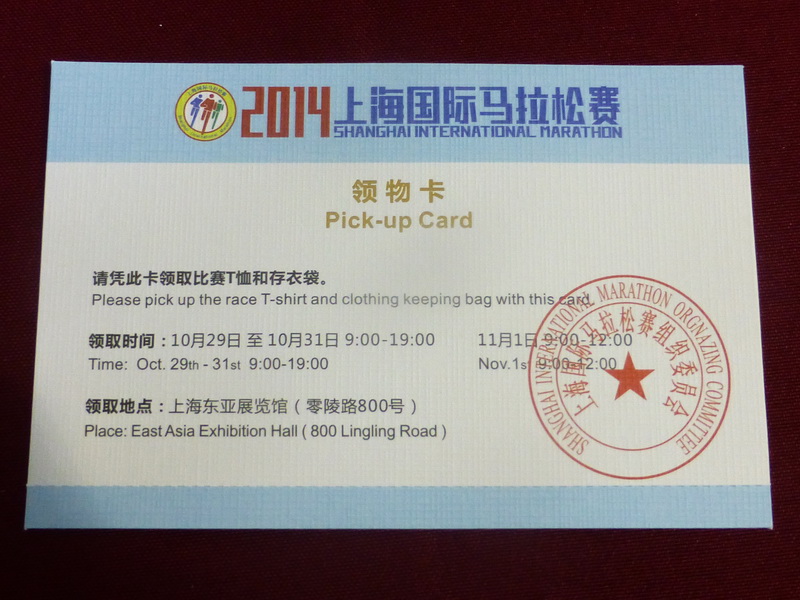 2014上海国际马拉松赛
SHANGHAI INTERNATIONAL MARATHON
领物卡
Pick-up Card
请凭此卡领取比赛T恤和存衣袋。
Please pick up the race T-shirt and clothing keeping bag with this card.
领取时间：10月29日 至 10月31日 9:00-19:00 11月1日 9:00-12:00
Time: Oct. 29th - 31st 9:00-19:00 Nov.1st 9:00-12:00
领取地点：上海东亚展览馆（零陵路800号）
Place: East Asia Exhibition Hall ( 800 Lingling Road )
SHANGHAI INTERNATIONAL MARATHON ORGNAZING COMMITTEE
上海国际马拉松赛组织委员会